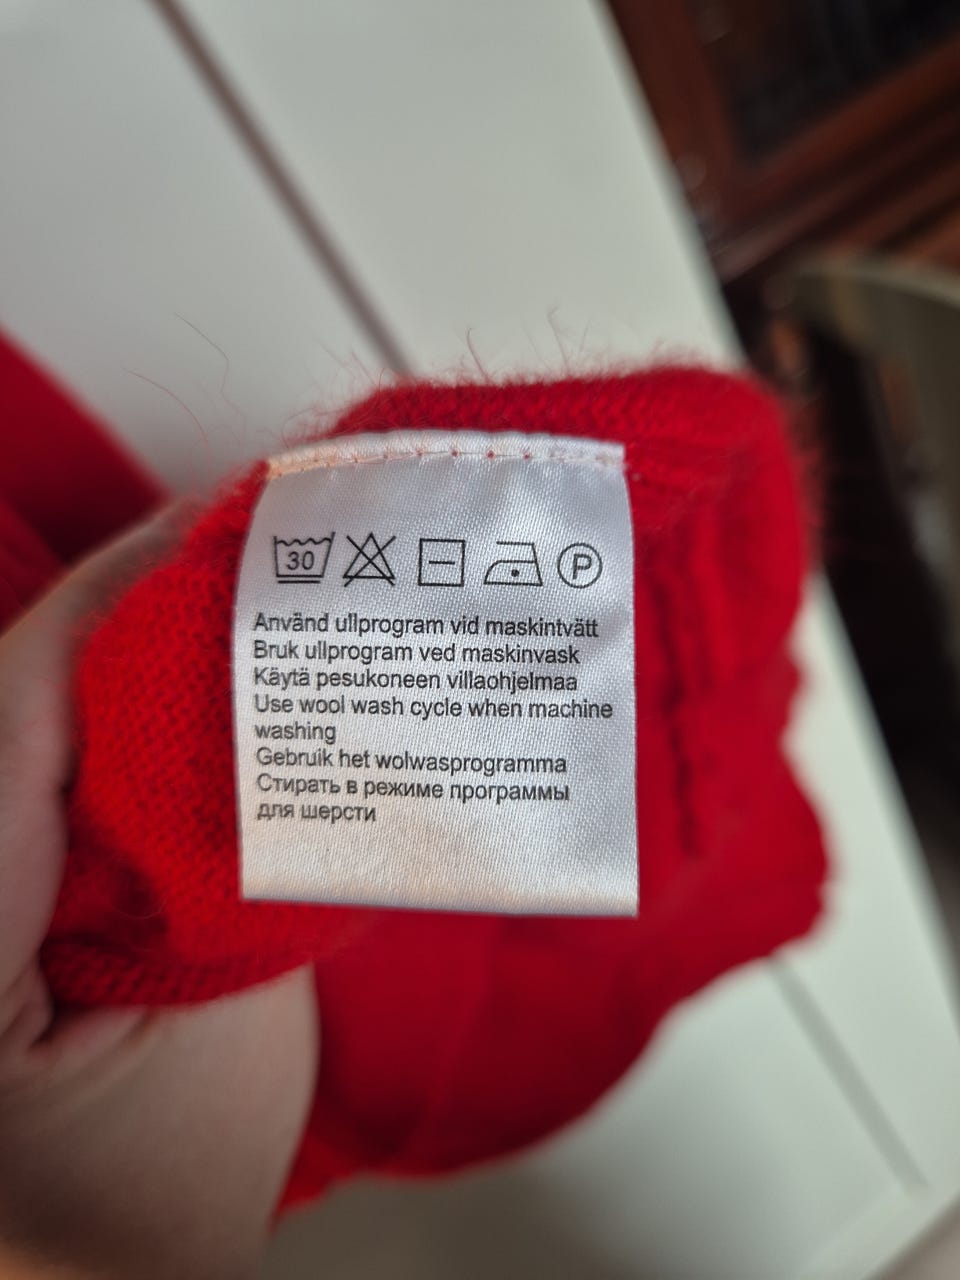 30 P
Använd ullprogram vid maskintvätt
Bruk ullprogram ved maskinvask
Käytä pesukoneen villaohjelmaa
Use wool wash cycle when machine
washing
Gebruik het wolwasprogramma
Стирать в режиме программы
для шерсти